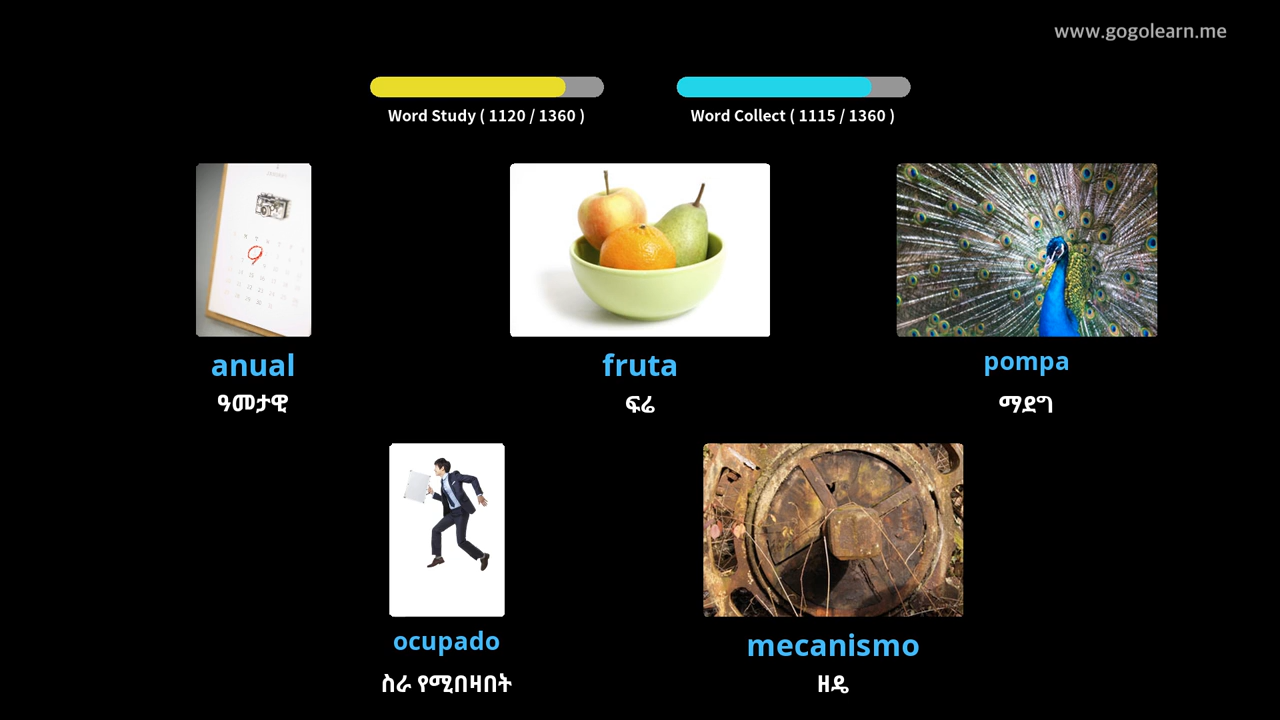 www.gogolearn.me
Word Study ( 1120 / 1360 )
Word Collect ( 1115 / 1360 )
anual
ዓመታዊ
fruta
ፍሬ
pompa
ማደግ
ocupado
ስራ የሚበዛበት
mecanismo
ዘዴ